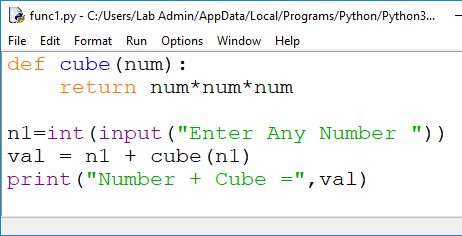 func1.py - C:/Users/Lab Admin/AppData/Local/Programs/Python/Python3...
File Edit Format Run Options Window Help
def cube(num):
    return num*num*num
n1=int(input("Enter Any Number "))
val = n1 + cube(n1)
print("Number + Cube =",val)